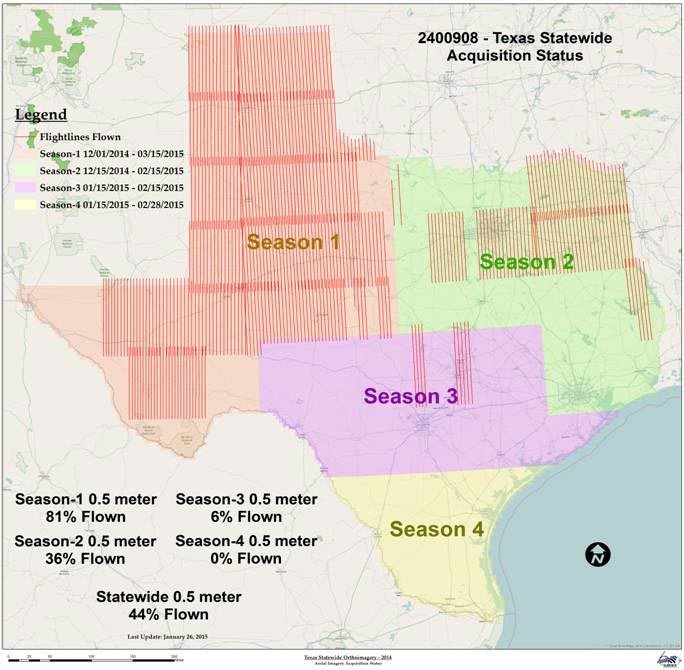 2400908 - Texas Statewide
Acquisition Status
Legend
Flightlines Flown
Season-1 12/01/2014 - 03/15/2015
Season-2 12/15/2014 - 02/15/2015
Season-3 01/15/2015 - 02/15/2015
Season-4 01/15/2015 - 02/28/2015
Season 1
Season 2
Season 3
Season 4
Season-1 0.5 meter
81% Flown
Season-3 0.5 meter
6% Flown
Season-2 0.5 meter
36% Flown
Season-4 0.5 meter
0% Flown
Statewide 0.5 meter
44% Flown
Last Update: January 26, 2015
N
0 25 50 100 150 200
Texas Statewide Orthoimagery - 2014
Aerial Imagery Acquisition Status